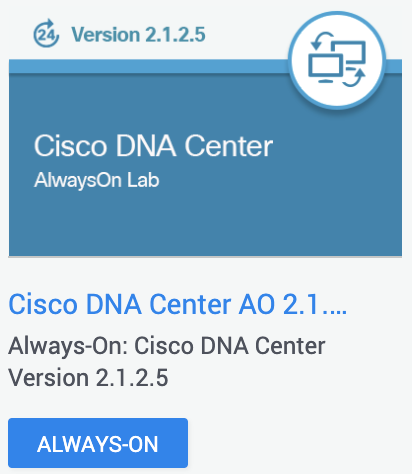 24 Version 2.1.2.5
Cisco DNA Center
AlwaysOn Lab
Cisco DNA Center AO 2.1....
Always-On: Cisco DNA Center
Version 2.1.2.5
ALWAYS-ON